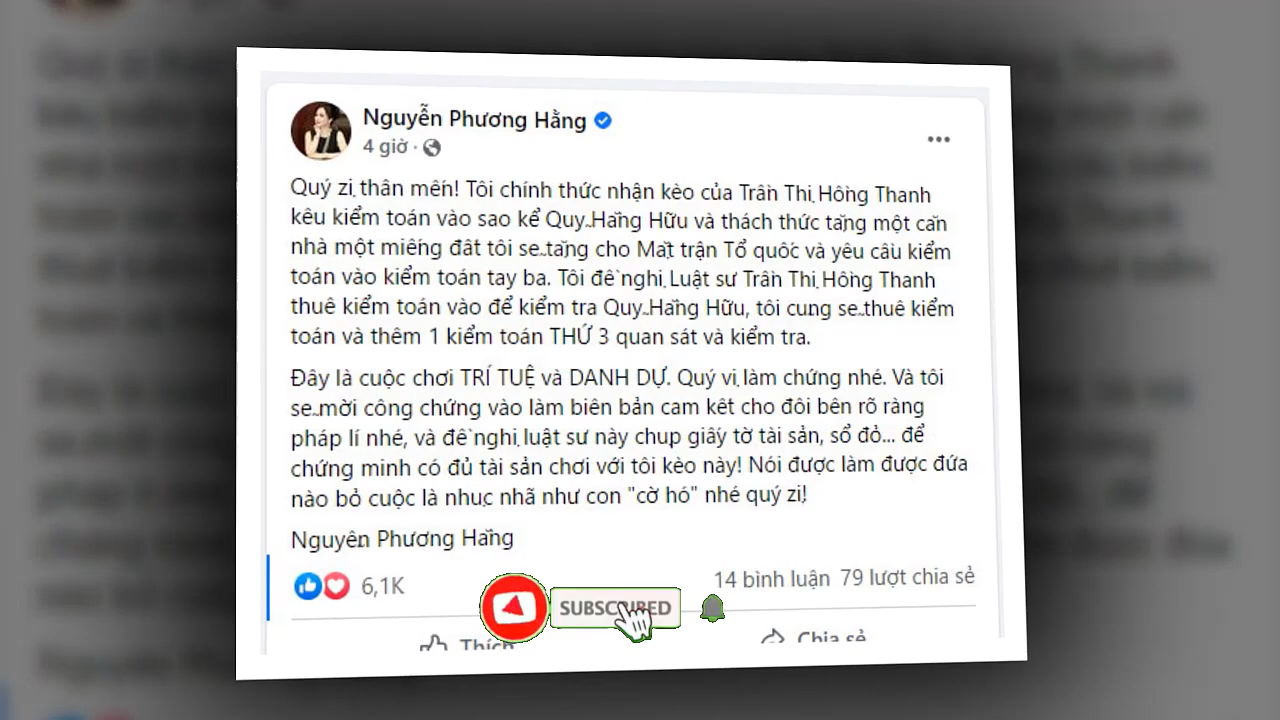 Nguyễn Phương Hằng
4 giờ ·
Quý zị thân mến! Tôi chính thức nhận kèo của Trần Thị Hồng Thanh
kêu kiểm toán vào sao kể Quỹ Hằng Hữu và thách thức tặng một căn
nhà một miếng đất tôi sẽ tặng cho Mặt trận Tổ quốc và yêu cầu kiểm
toán vào kiểm toán tay ba. Tôi đề nghị Luật sư Trần Thị Hồng Thanh
thuê kiểm toán vào để kiểm tra Quỹ Hằng Hữu, tôi cũng sẽ thuê kiểm
toán và thêm 1 kiểm toán THỨ 3 quan sát và kiểm tra.
Đây là cuộc chơi TRÍ TUỆ và DANH DỰ. Quý vị làm chứng nhé. Và tôi
sẽ mời công chứng vào làm biên bản cam kết cho đôi bên rõ ràng
pháp lí nhé, và đề nghị luật sư này chụp giấy tờ tài sản, sổ đỏ... để
chứng minh có đủ tài sản chơi với tôi kèo này! Nói được làm được đứa
nào bỏ cuộc là nhục nhã như con "cờ hó" nhé quý zị!
Nguyễn Phương Hằng
6,1K
14 bình luận 79 lượt chia sẻ
SUBSCRIBED
Thích
Chia sẻ